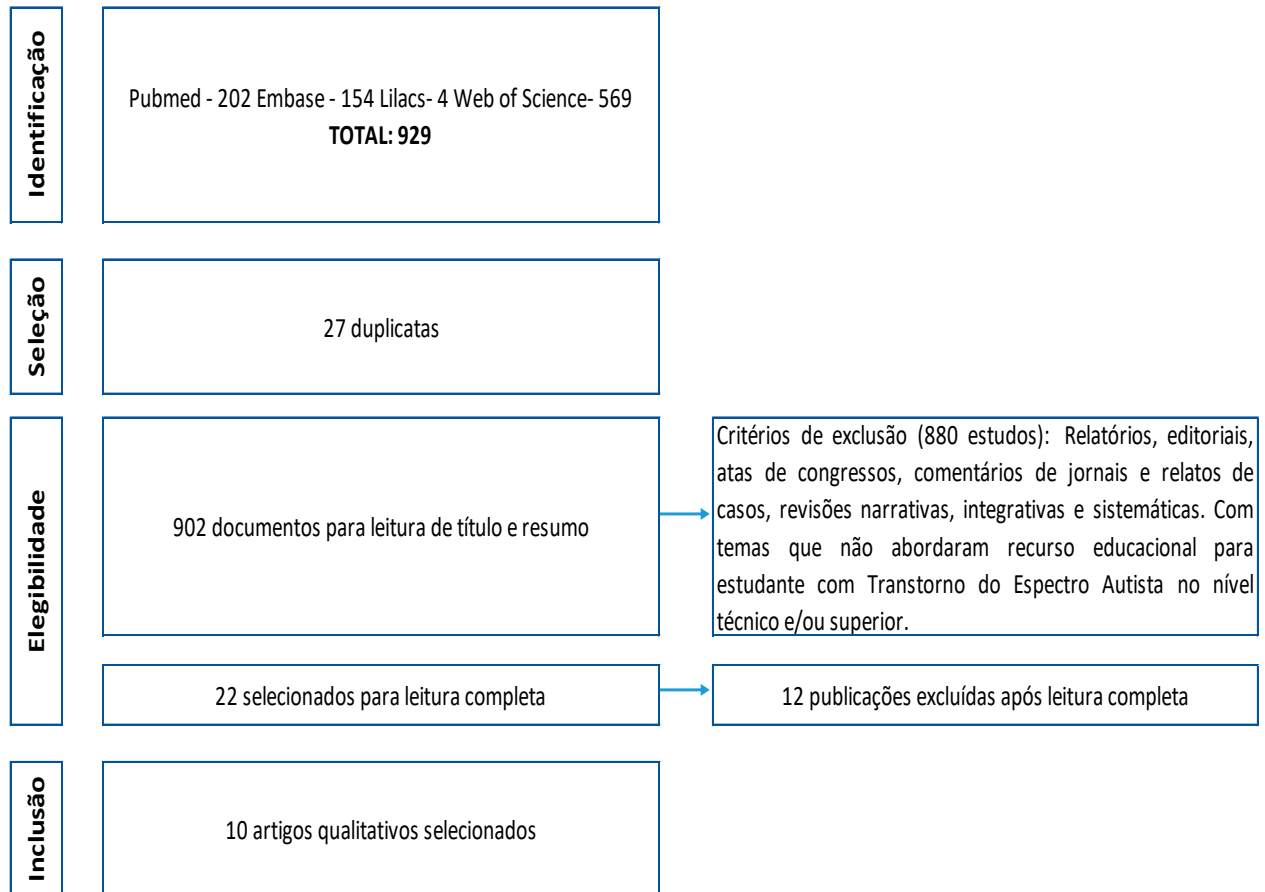 Identificação
Pubmed - 202 Embase - 154 Lilacs- 4 Web of Science- 569
TOTAL: 929
Seleção
27 duplicatas
Elegibilidade
902 documentos para leitura de título e resumo
Critérios de exclusão (880 estudos): Relatórios, editoriais,
atas de congressos, comentários de jornais e relatos de
casos, revisões narrativas, integrativas e sistemáticas. Com
temas que não abordaram recurso educacional para
estudante com Transtorno do Espectro Autista no nível
técnico e/ou superior.
22 selecionados para leitura completa
12 publicações excluídas após leitura completa
Inclusão
10 artigos qualitativos selecionados